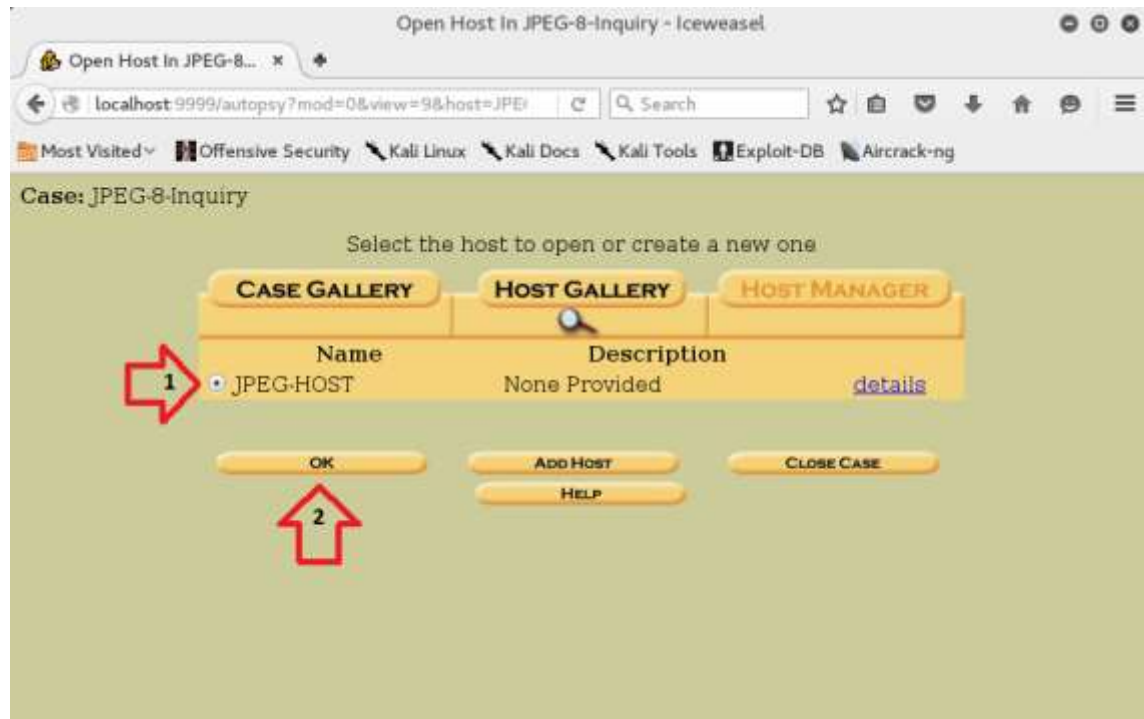 Open Host In JPEG-8-Inquiry - Iceweasel
Open Host In JPEG-8...
localhost:9999/autopsy?mod=0&view=9&host=JPE
Search
Most Visited Offensive Security Kali Linux Kali Docs Kali Tools Exploit-DB Aircrack-ng
Case: JPEG-8-Inquiry
Select the host to open or create a new one
CASE GALLERY HOST GALLERY HOST MANAGER
Name Description
1 JPEG-HOST None Provided details
OK ADD HOST CLOSE CASE
HELP
2